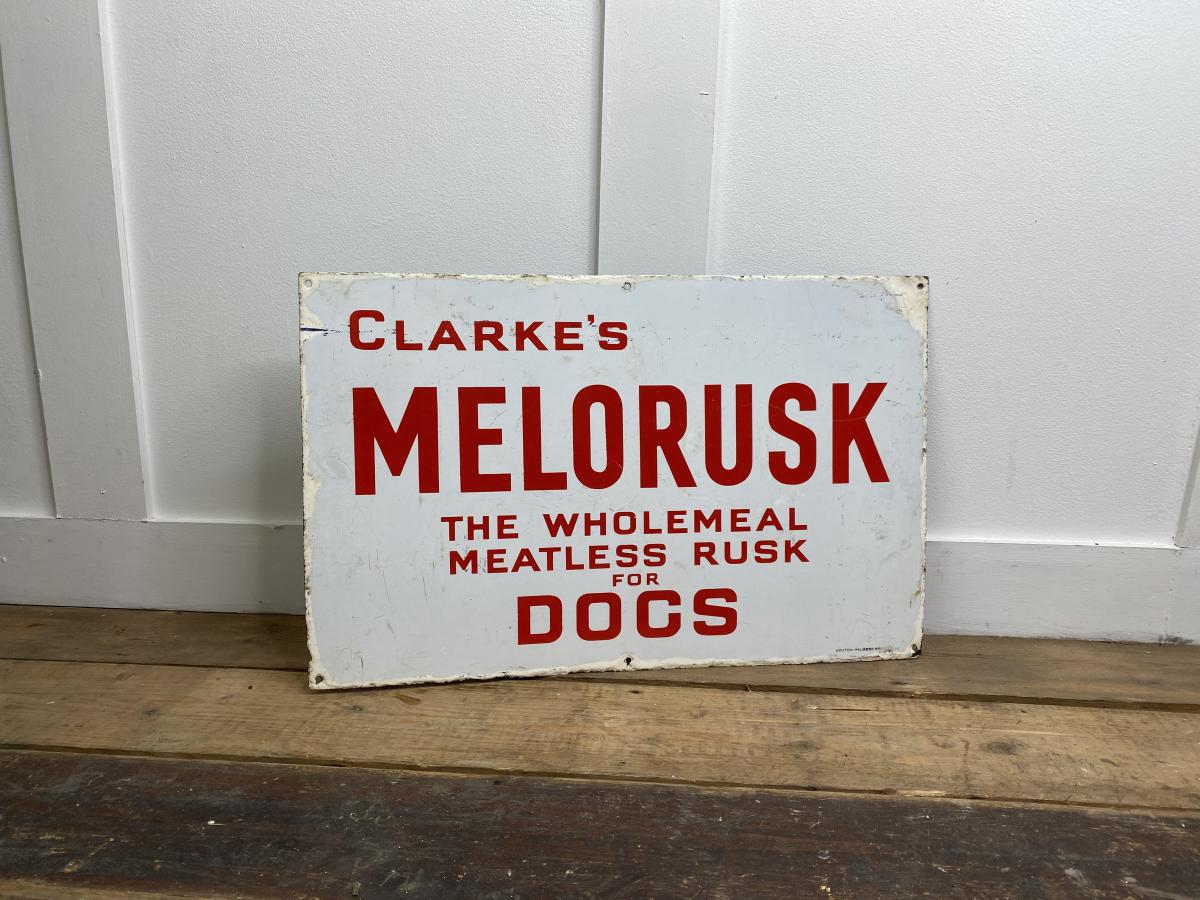 CLARKE'S
MELORUSK
THE WHOLEMEAL
MEATLESS RUSK
FOR
DOGS